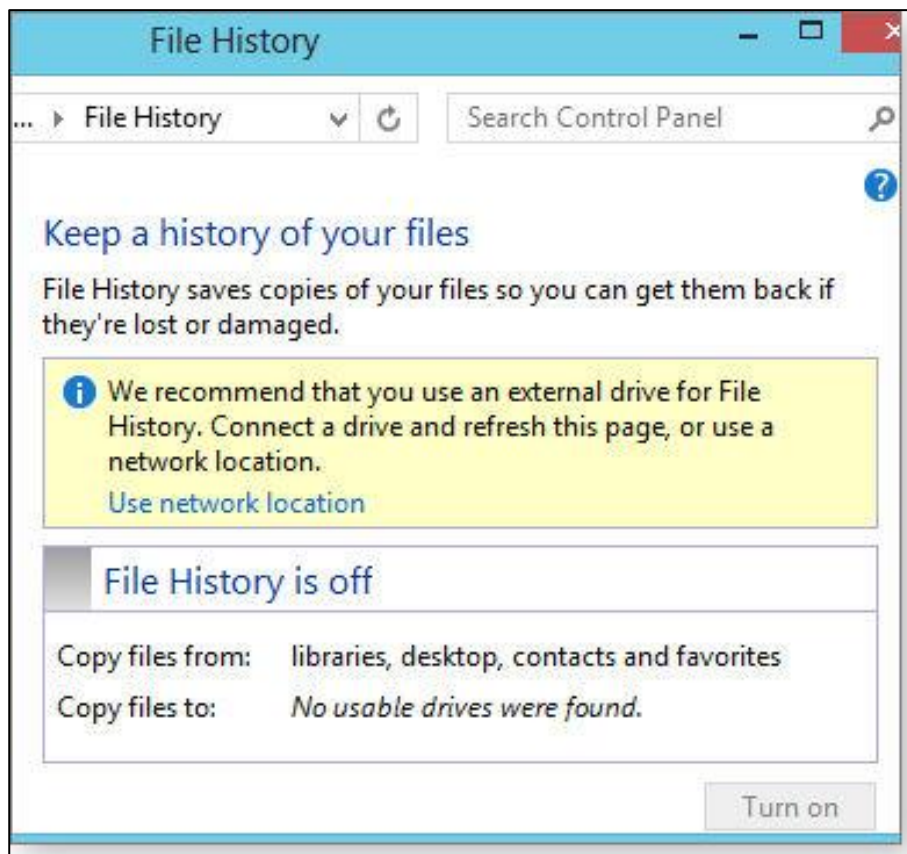 File History
... File History
Search Control Panel
?
Keep a history of your files
File History saves copies of your files so you can get them back if
they're lost or damaged.
i We recommend that you use an external drive for File
History. Connect a drive and refresh this page, or use a
network location.
Use network location
File History is off
Copy files from: libraries, desktop, contacts and favorites
Copy files to: No usable drives were found.
Turn on